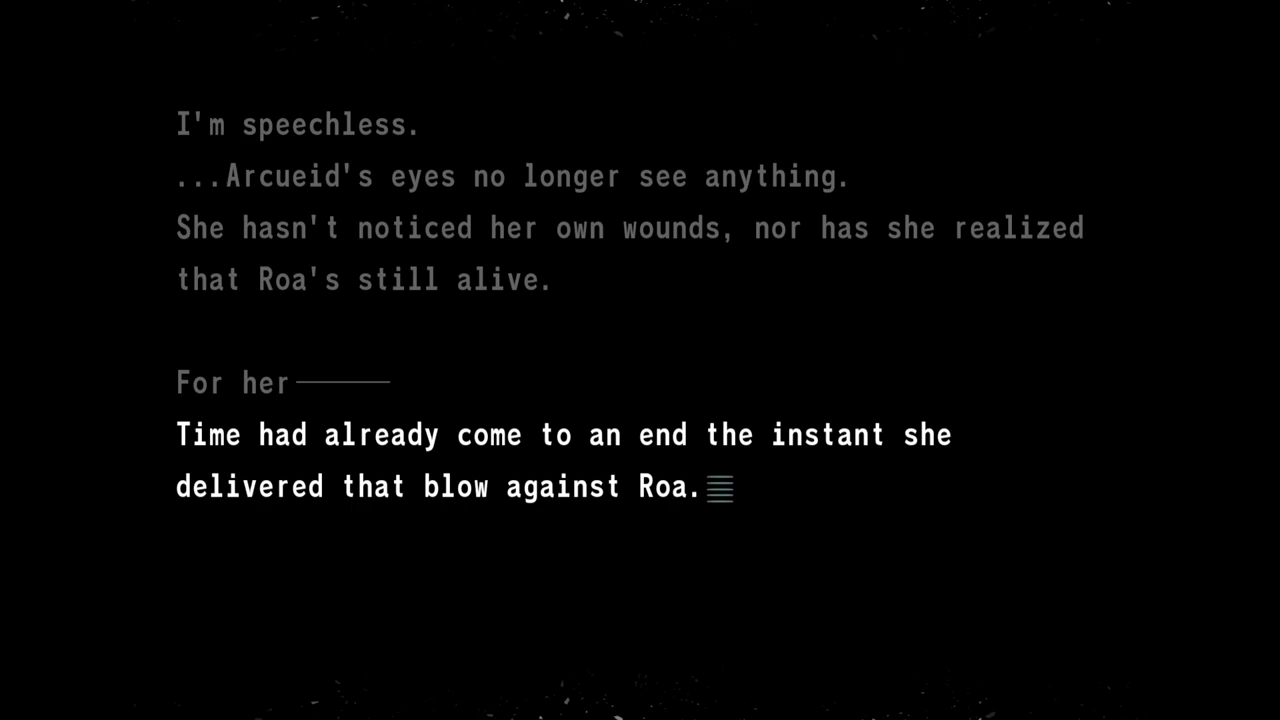 I'm speechless.
...Arcueid's eyes no longer see anything.
She hasn't noticed her own wounds, nor has she realized
that Roa's still alive.
For her———
Time had already come to an end the instant she
delivered that blow against Roa.